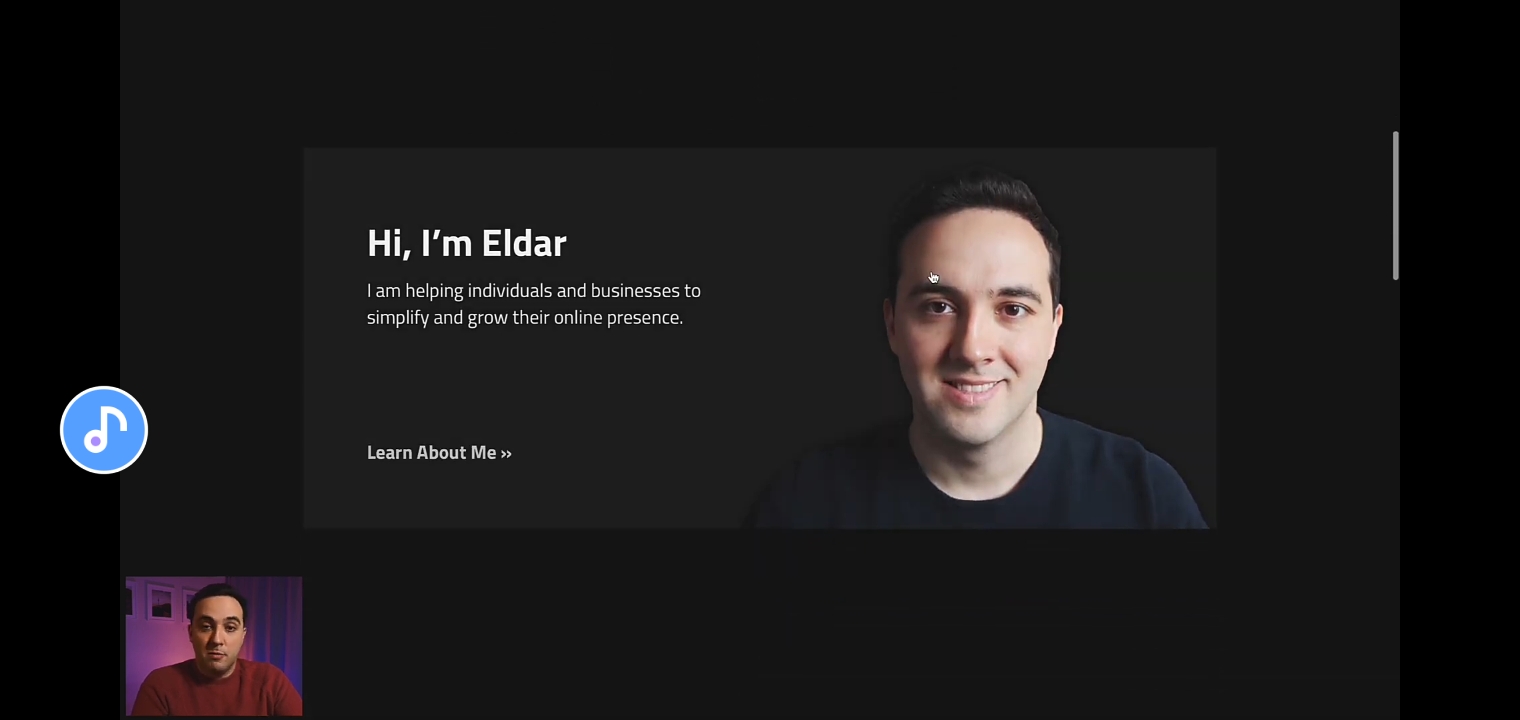 Hi, I’m Eldar
I am helping individuals and businesses to
simplify and grow their online presence.
Learn About Me »